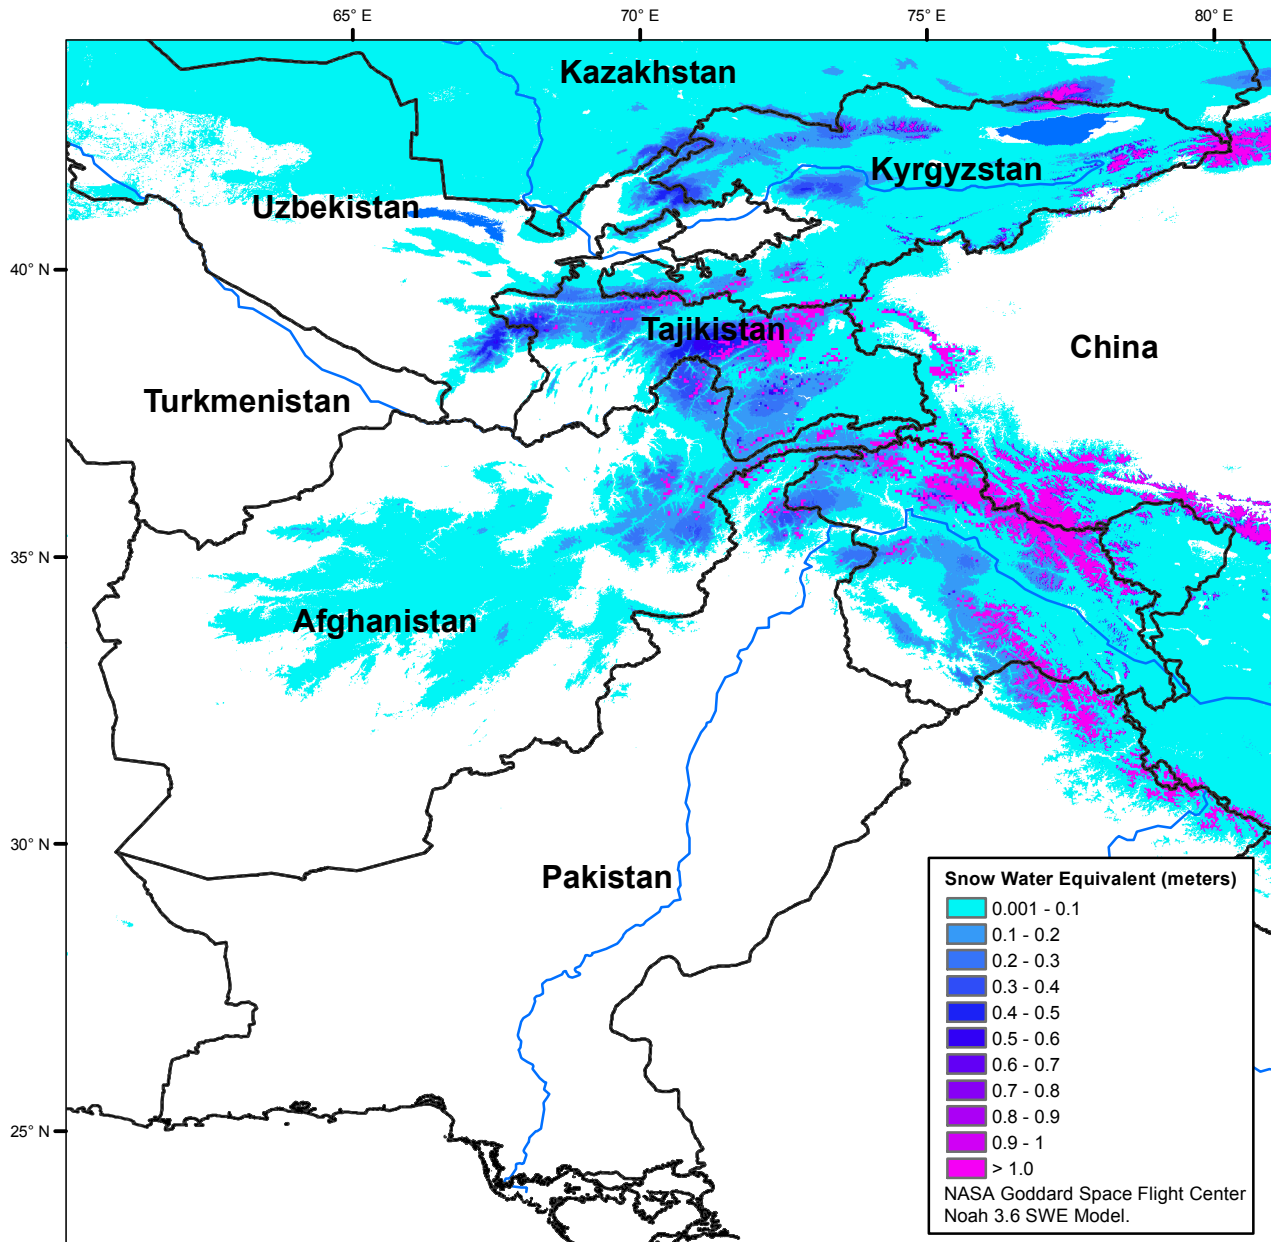 65° E
70° E
75° E
80° E
Kazakhstan
Kyrgyzstan
Uzbekistan
40° N
Tajikistan
China
Turkmenistan
35° N
Afghanistan
30° N
Pakistan
25° N
Snow Water Equivalent (meters)
0.001 - 0.1
0.1 - 0.2
0.2 - 0.3
0.3 - 0.4
0.4 - 0.5
0.5 - 0.6
0.6 - 0.7
0.7 - 0.8
0.8 - 0.9
0.9 - 1
> 1.0
NASA Goddard Space Flight Center
Noah 3.6 SWE Model.